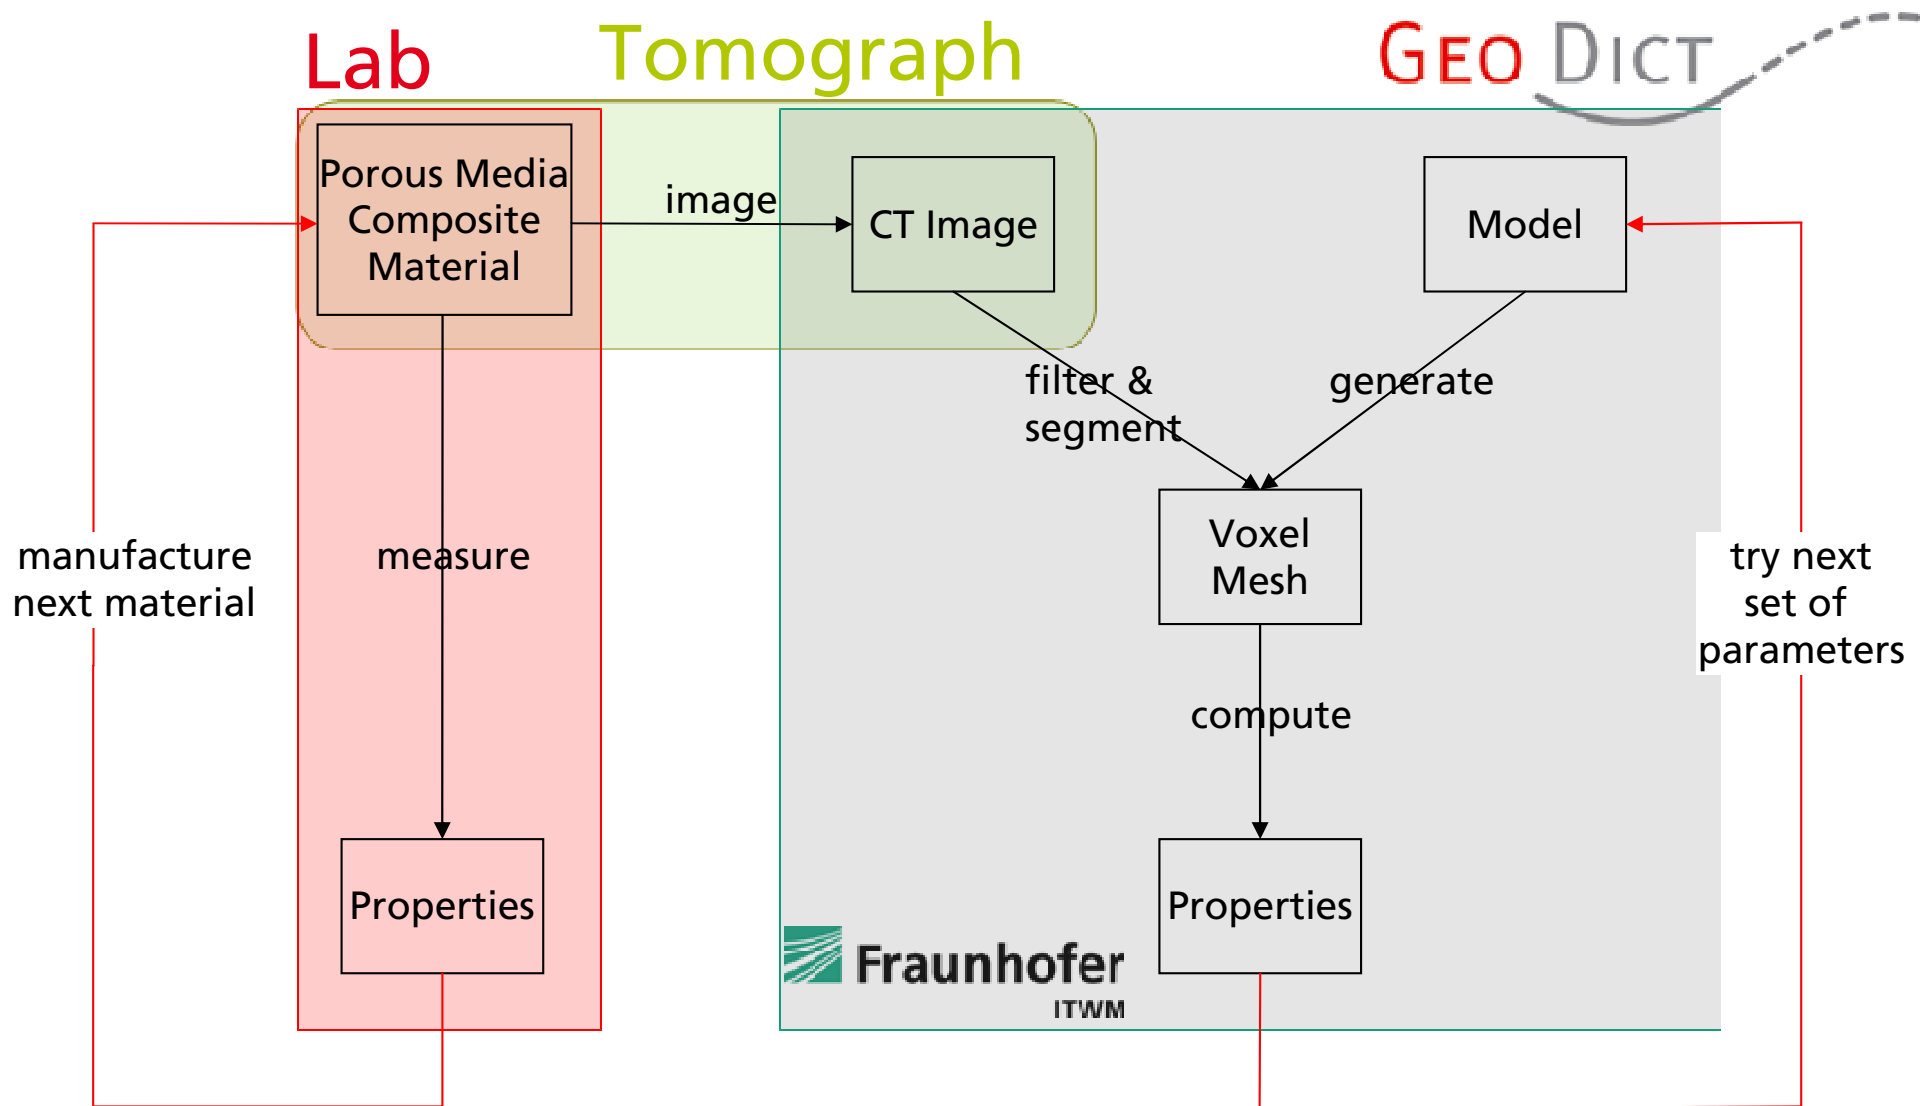 Lab
Tomograph
GEO DICT
Porous Media
Composite
Material
image
CT Image
Model
filter &
segment
generate
manufacture
next material
measure
Voxel
Mesh
try next
set of
parameters
compute
Properties
Properties
Fraunhofer
ITWM